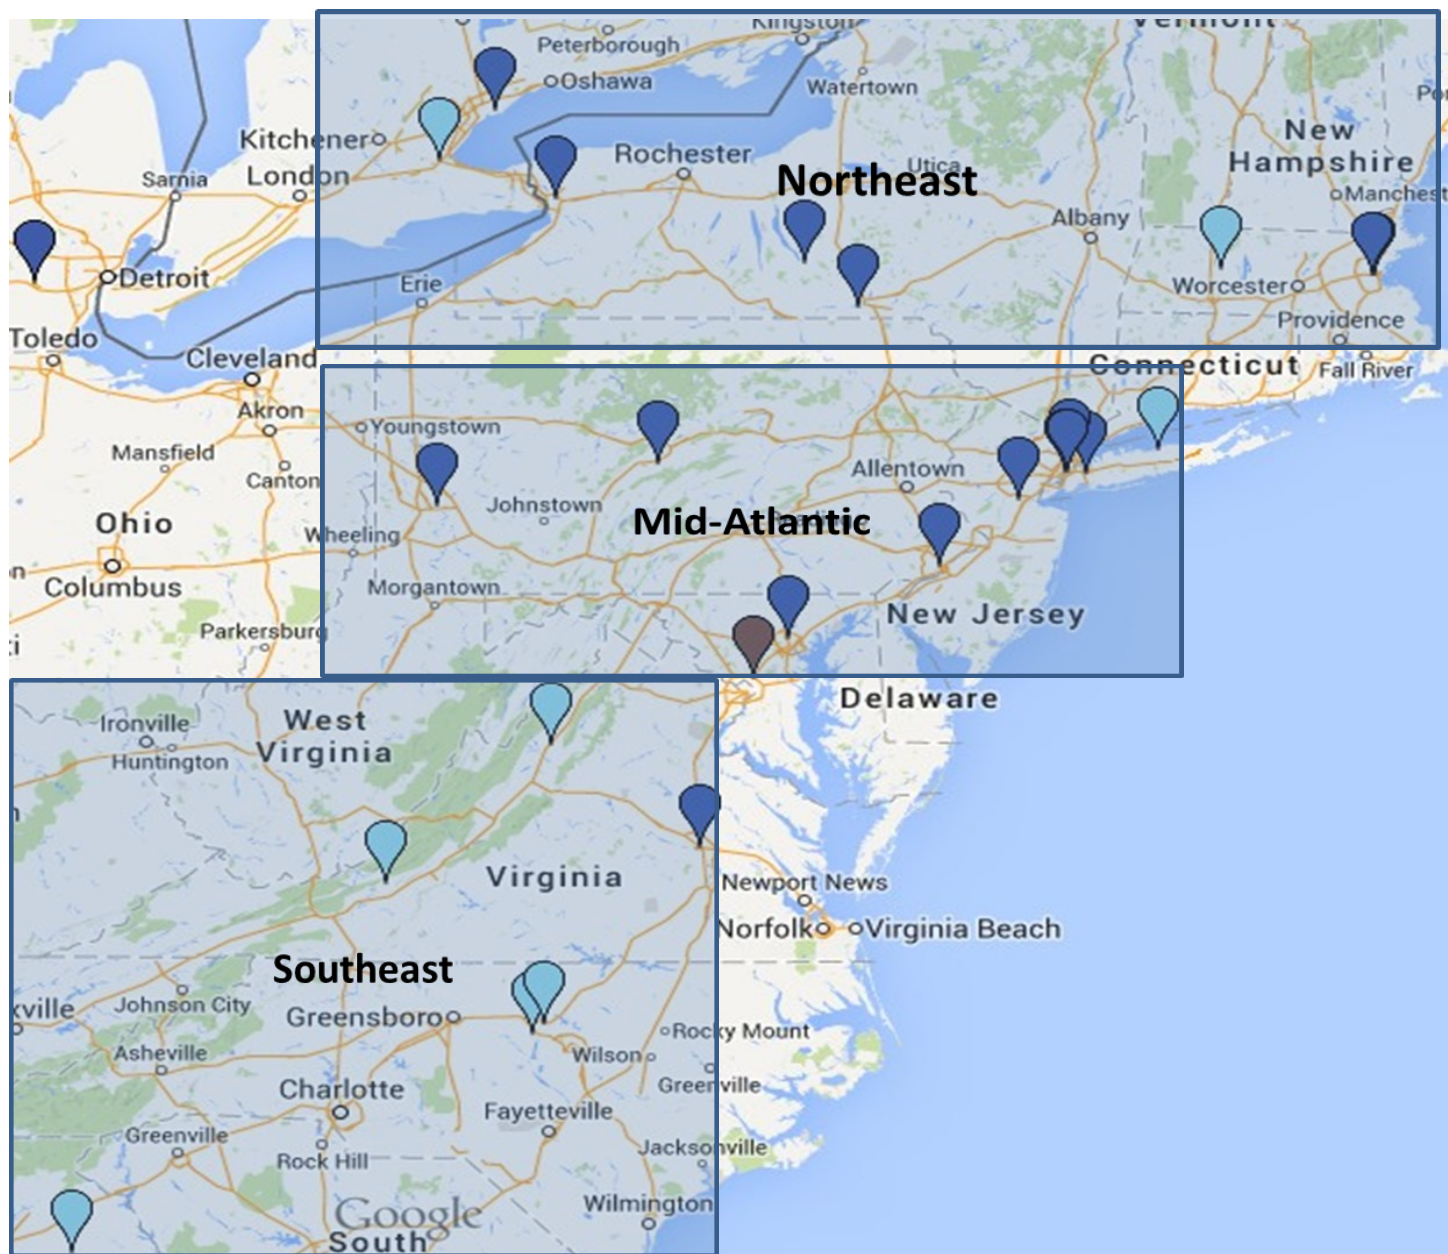 Kingston
Vermont
Peterborough
Oshawa
Watertown
Kitchener
New
Hampshire
Rochester
Utica
Northeast
Sarnia
London
Manchest
Albany
Detroit
Erie
Worcester
Providence
Toledo
Cleveland
Connecticut
Fall River
Akron
Youngstown
Mansfield
Allentown
Canton
Johnstown
Ohio
Mid-Atlantic
Wheeling
Columbus
Morgantown
New Jersey
Parkersburg
Delaware
Ironville
West
Virginia
Huntington
Virginia
Newport News
Norfolk
Virginia Beach
Southeast
xville
Johnson City
Greensboro
Rocky Mount
Asheville
Wilson
Charlotte
Greenville
Fayetteville
Greenville
Rock Hill
Jacksonville
Google
Wilmington
South